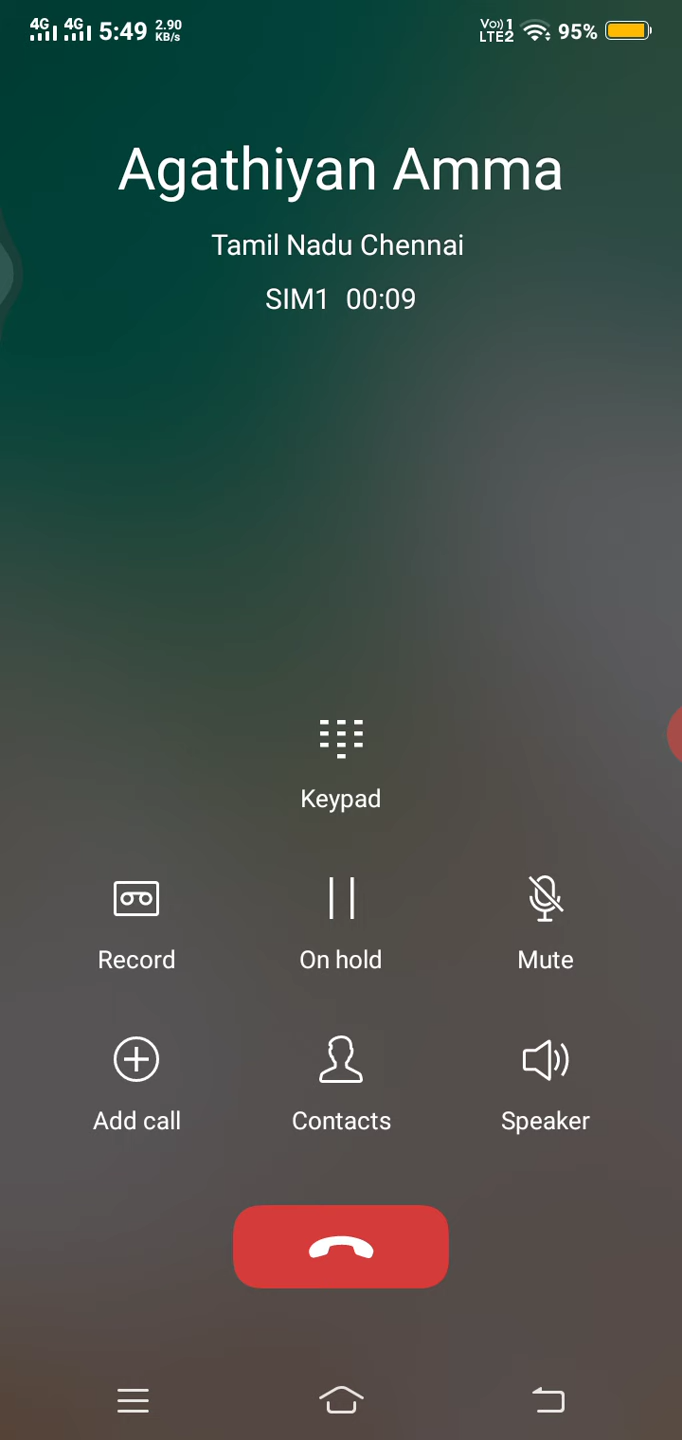 4G 4G 5:49 2.90 KB/s Vo)) 1 LTE2 95%
Agathiyan Amma
Tamil Nadu Chennai
SIM1 00:09
Keypad
Record On hold Mute
Add call Contacts Speaker